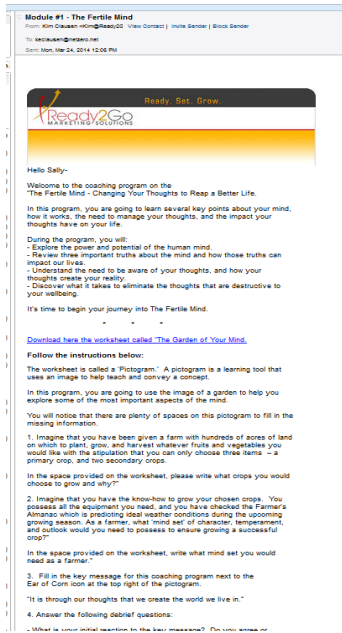 Module #1 - The Fertile Mind
From: Kim Clausen <Kim@Ready2G View Contact | Invite Sender | Block Sender
To: keclausen@netzero.net
Sent: Mon, Mar 24, 2014 12:06 PM
Ready. Set. Grow.
Ready2Go
MARKETING SOLUTIONS
Hello Sally-
Welcome to the coaching program on the
"The Fertile Mind - Changing Your Thoughts to Reap a Better Life.
In this program, you are going to learn several key points about your mind,
how it works, the need to manage your thoughts, and the impact your
thoughts have on your life.
During the program, you will:
- Explore the power and potential of the human mind.
- Review three important truths about the mind and how those truths can
impact our lives.
- Understand the need to be aware of your thoughts, and how your
thoughts create your reality.
- Discover what it takes to eliminate the thoughts that are destructive to
your wellbeing.
It's time to begin your journey into The Fertile Mind.
* * *
Download here the worksheet called "The Garden of Your Mind.
Follow the instructions below:
The worksheet is called a 'Pictogram.' A pictogram is a learning tool that
uses an image to help teach and convey a concept.
In this program, you are going to use the image of a garden to help you
explore some of the most important aspects of the mind.
You will notice that there are plenty of spaces on this pictogram to fill in the
missing information.
1. Imagine that you have been given a farm with hundreds of acres of land
on which to plant, grow, and harvest whatever fruits and vegetables you
would like with the stipulation that you can only choose three items – a
primary crop, and two secondary crops.
In the space provided on the worksheet, please write what crops you would
choose to grow and why?"
2. Imagine that you have the know-how to grow your chosen crops. You
possess all the equipment you need, and you have checked the Farmer's
Almanac which is predicting ideal weather conditions during the upcoming
growing season. As a farmer, what 'mind set' of character, temperament,
and outlook would you need to possess to ensure growing a successful
crop?"
In the space provided on the worksheet, write what mind set you would
need as a farmer."
3. Fill in the key message for this coaching program next to the
Ear of Corn icon at the top right of the pictogram.
"It is through our thoughts that we create the world we live in."
4. Answer the following debrief questions:
- What is your initial reaction to the key message? Do you agree or